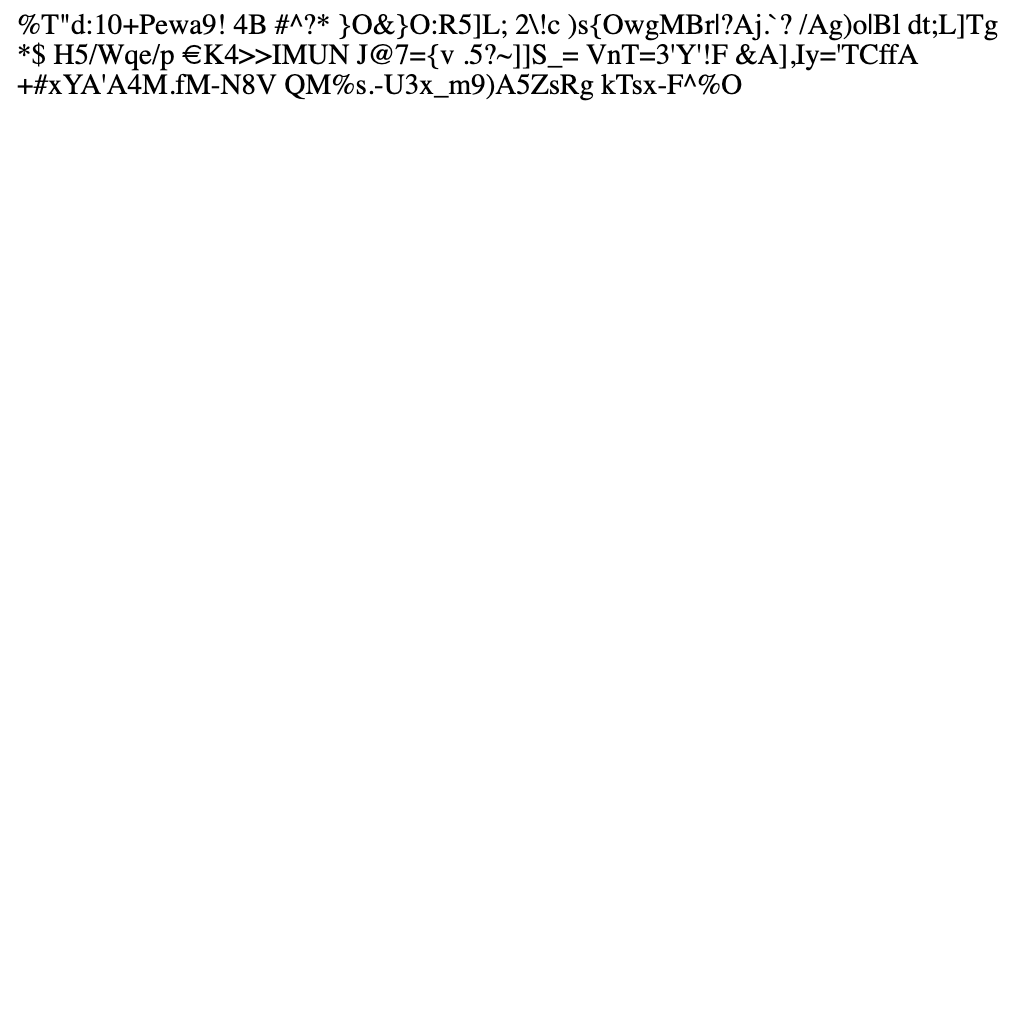 %T"d:10+Pewa9! 4B #^?* }O&}O:R5]L; 2\!c )s{OwgMBr|?Aj.`? /Ag)o|Bl dt;L]Tg
*$ H5/Wqe/p €K4>>IMUN J@7={v .5?~]]S_= VnT=3'Y'!F &A],Iy='TCffA
+#xYA'A4M.fM-N8V QM%s.-U3x_m9)A5ZsRg kTsx-F^%O